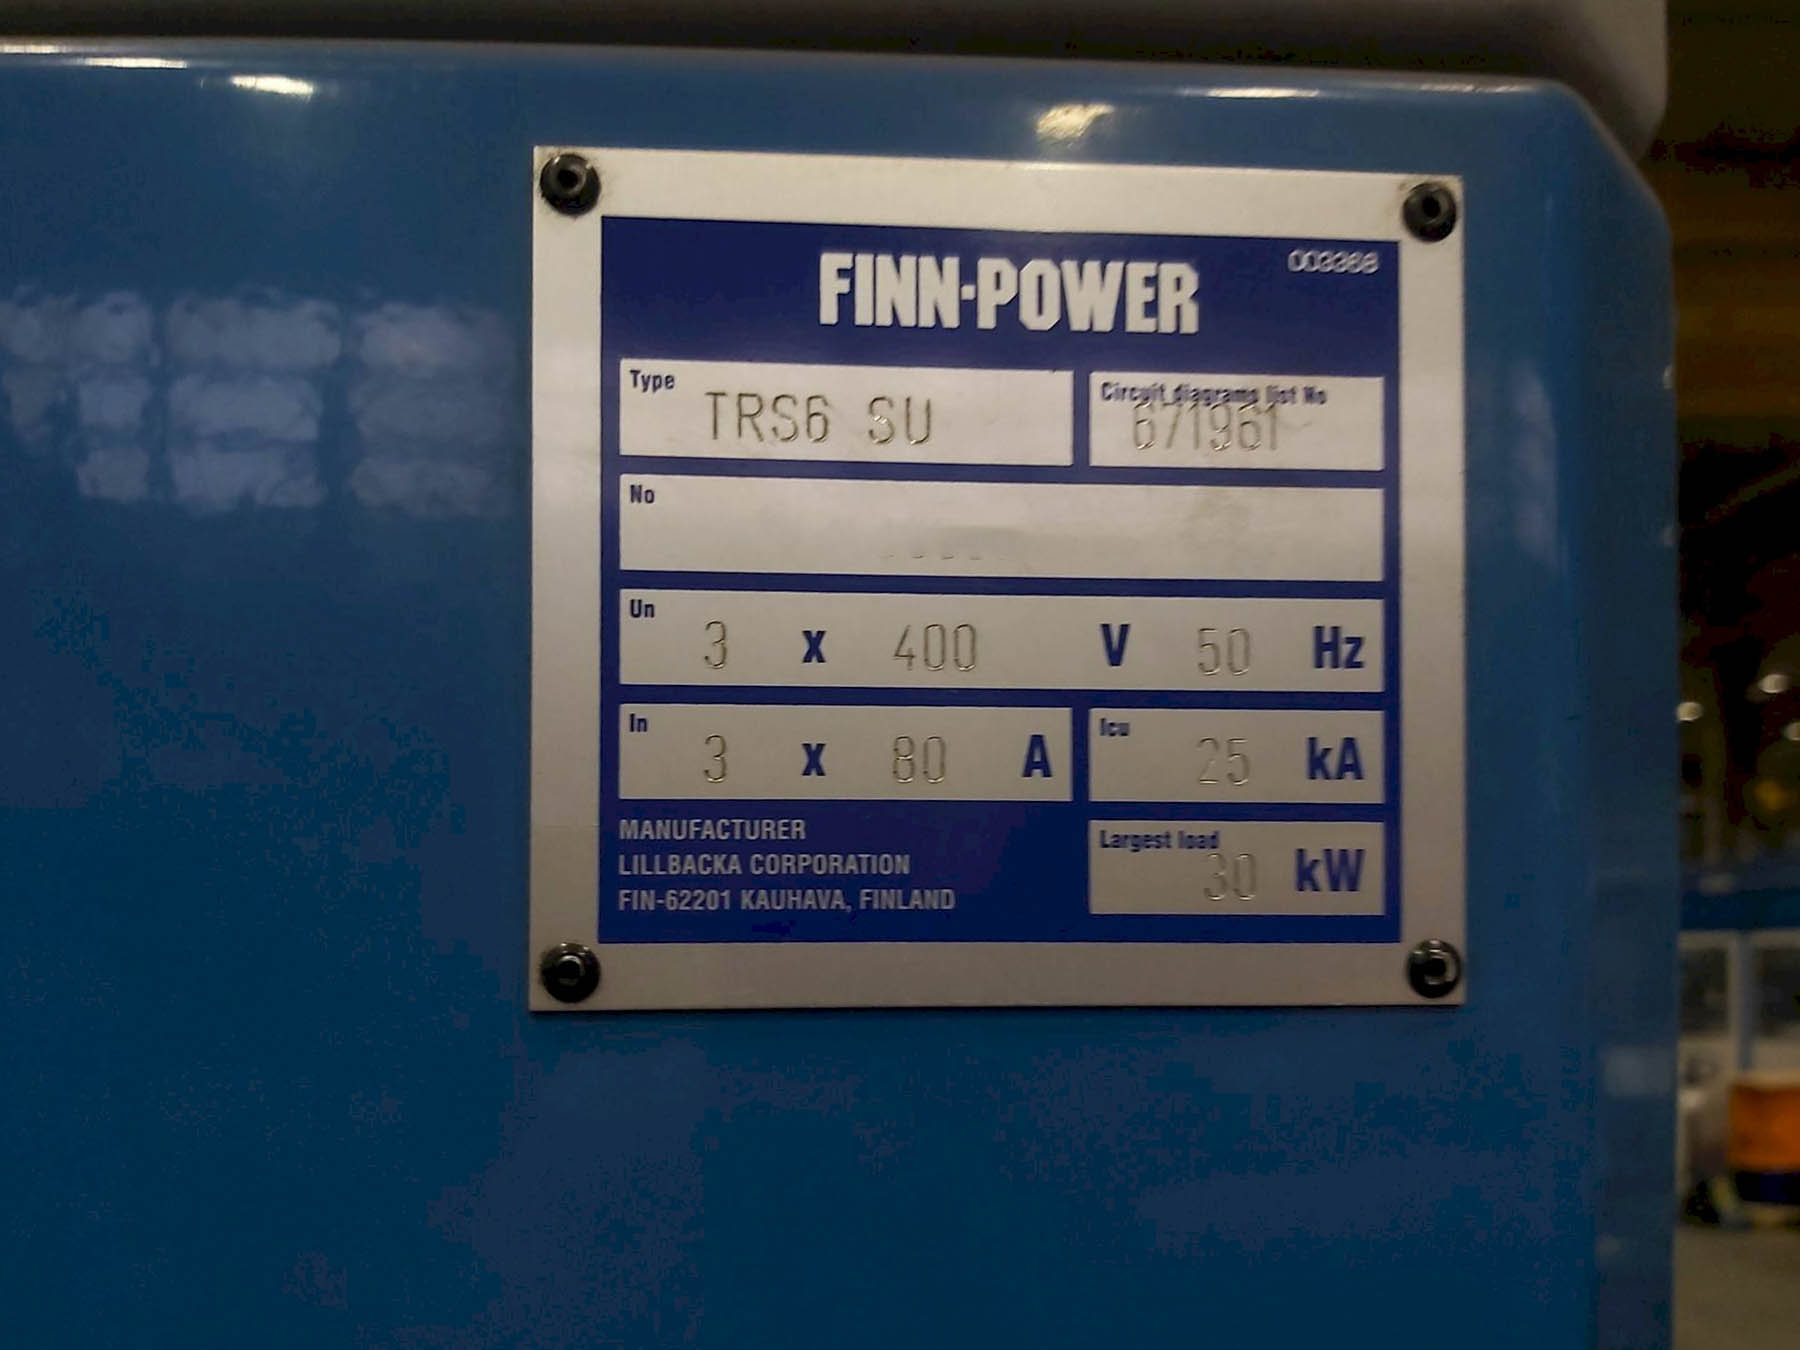 FINN-POWER
003368
Type TRS6 SU
Circuit diagrams list No
671961
No
Un 3 x 400 V 50 Hz
In 3 x 80 A
Icu 25 kA
MANUFACTURER
LILLBACKA CORPORATION
FIN-62201 KAUHAVA, FINLAND
Largest load
30 kW